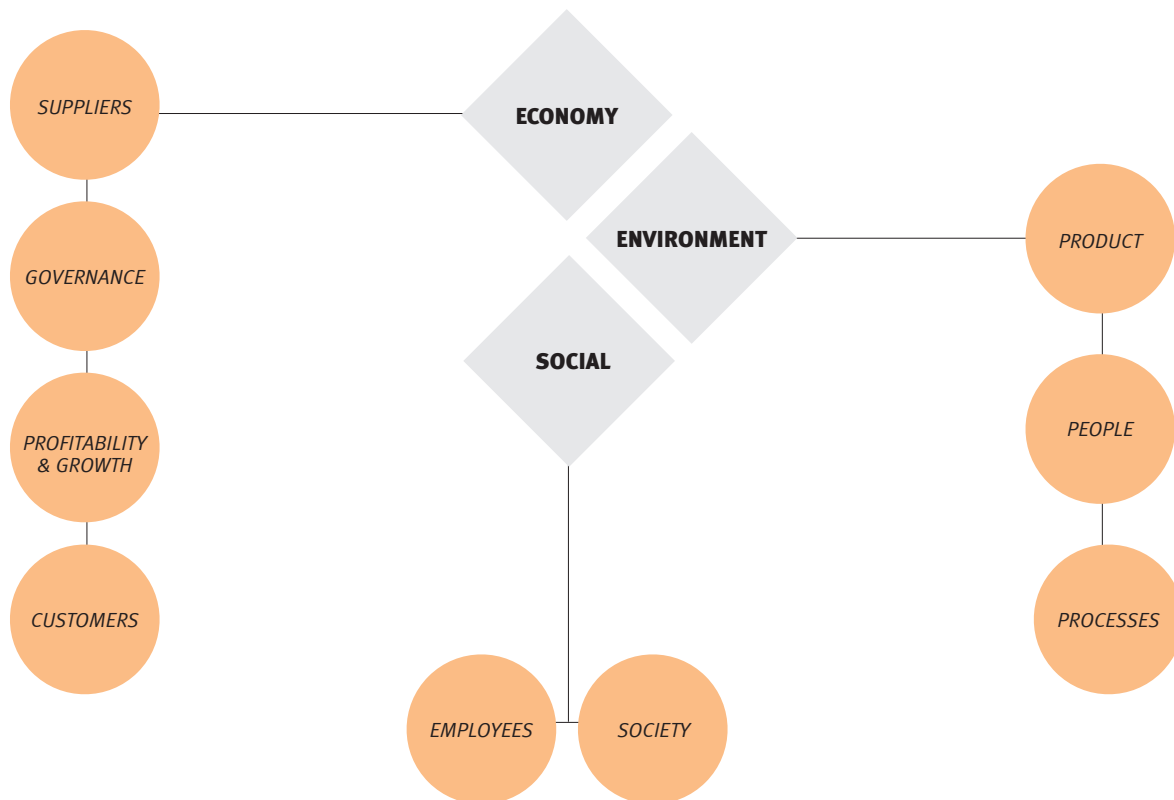 SUPPLIERS
ECONOMY
ENVIRONMENT
PRODUCT
GOVERNANCE
SOCIAL
PEOPLE
PROFITABILITY
& GROWTH
CUSTOMERS
PROCESSES
EMPLOYEES
SOCIETY